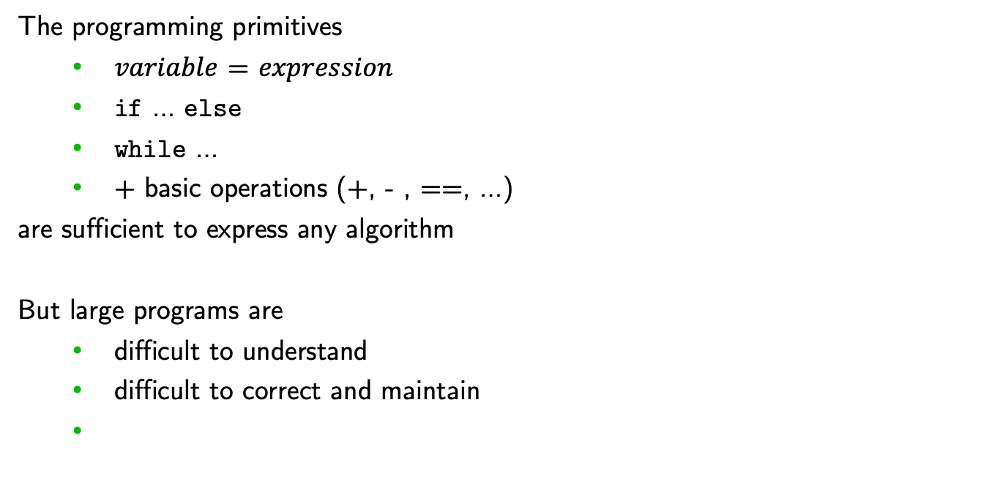 The programming primitives
• variable = expression
• if ... else
• while ...
• + basic operations (+, - , ==, ...)
are sufficient to express any algorithm
But large programs are
• difficult to understand
• difficult to correct and maintain
•